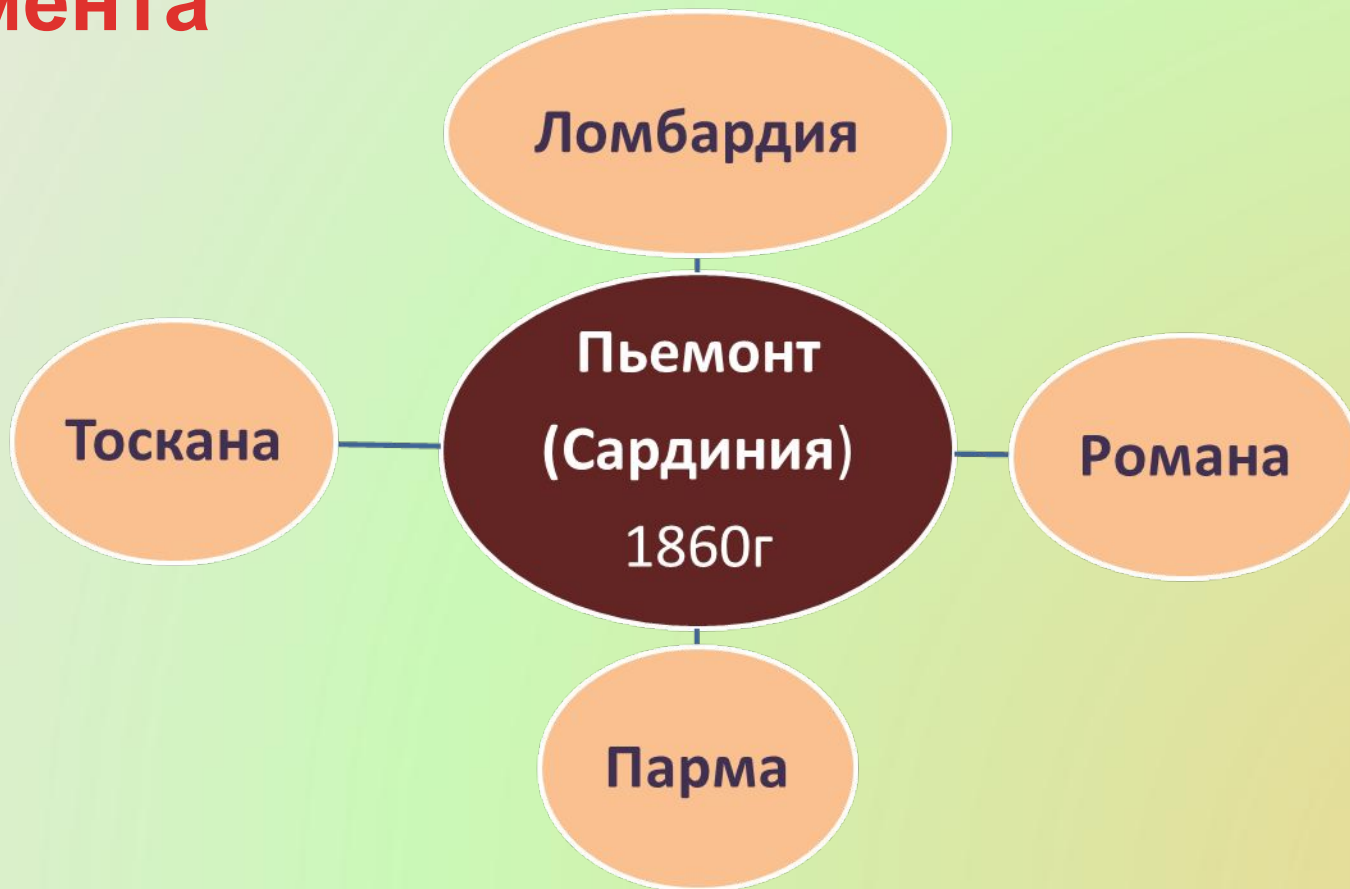 мента
Ломбардия
Пьемонт
(Сардиния)
1860г
Тоскана
Романа
Парма